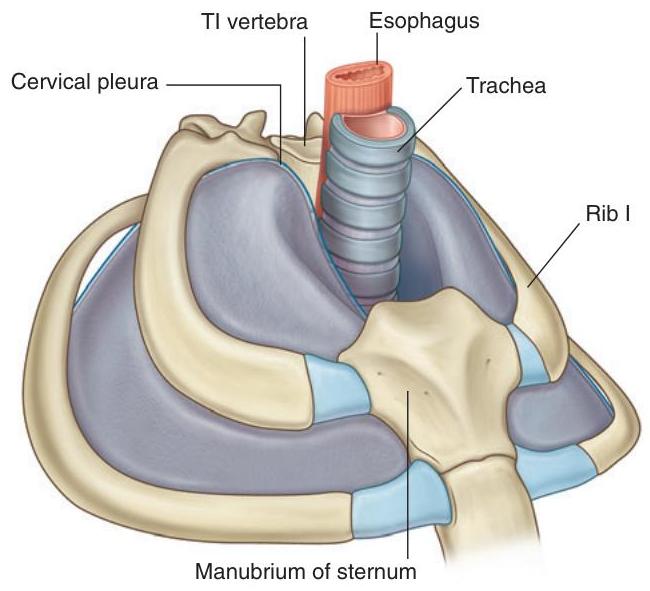 TI vertebra
Esophagus
Cervical pleura
Trachea
Rib I
Manubrium of sternum